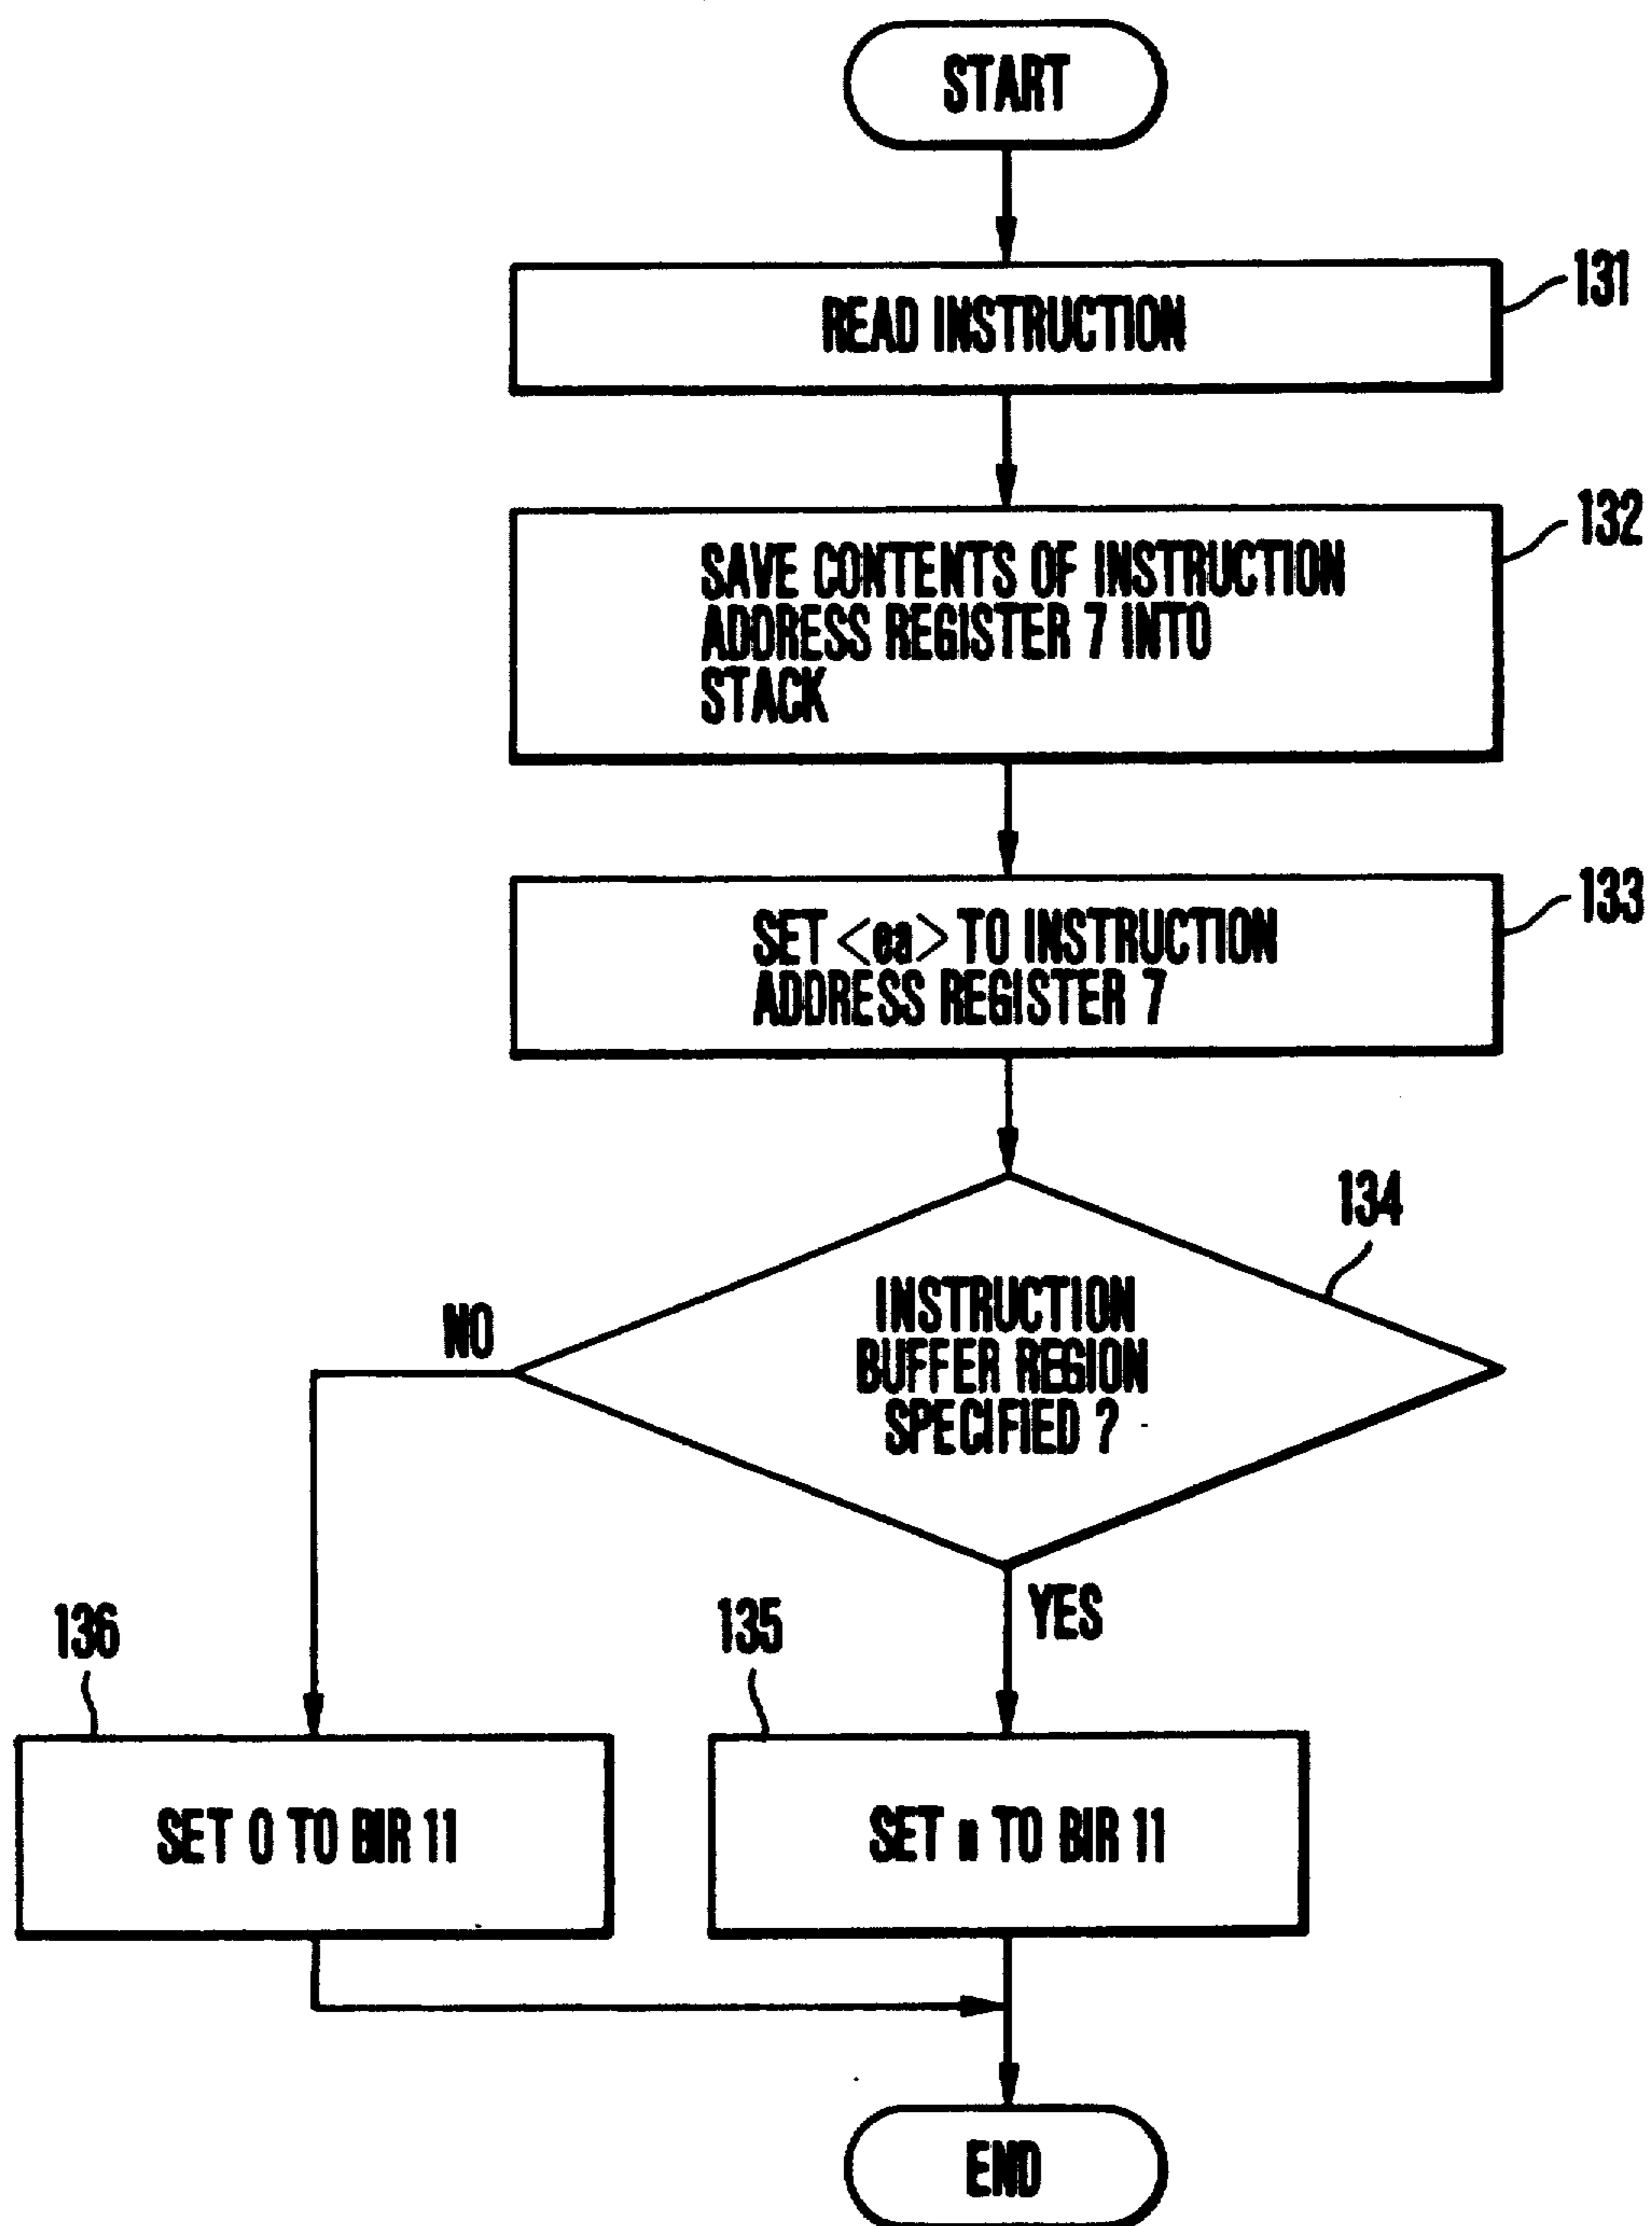 START
131
READ INSTRUCTION
132
SAVE CONTENTS OF INSTRUCTION
ADDRESS REGISTER 7 INTO
STACK
133
SET <ea> TO INSTRUCTION
ADDRESS REGISTER 7
134
INSTRUCTION
BUFFER REGION
SPECIFIED ?
NO
YES
136
135
SET 0 TO BIR 11
SET n TO BIR 11
END